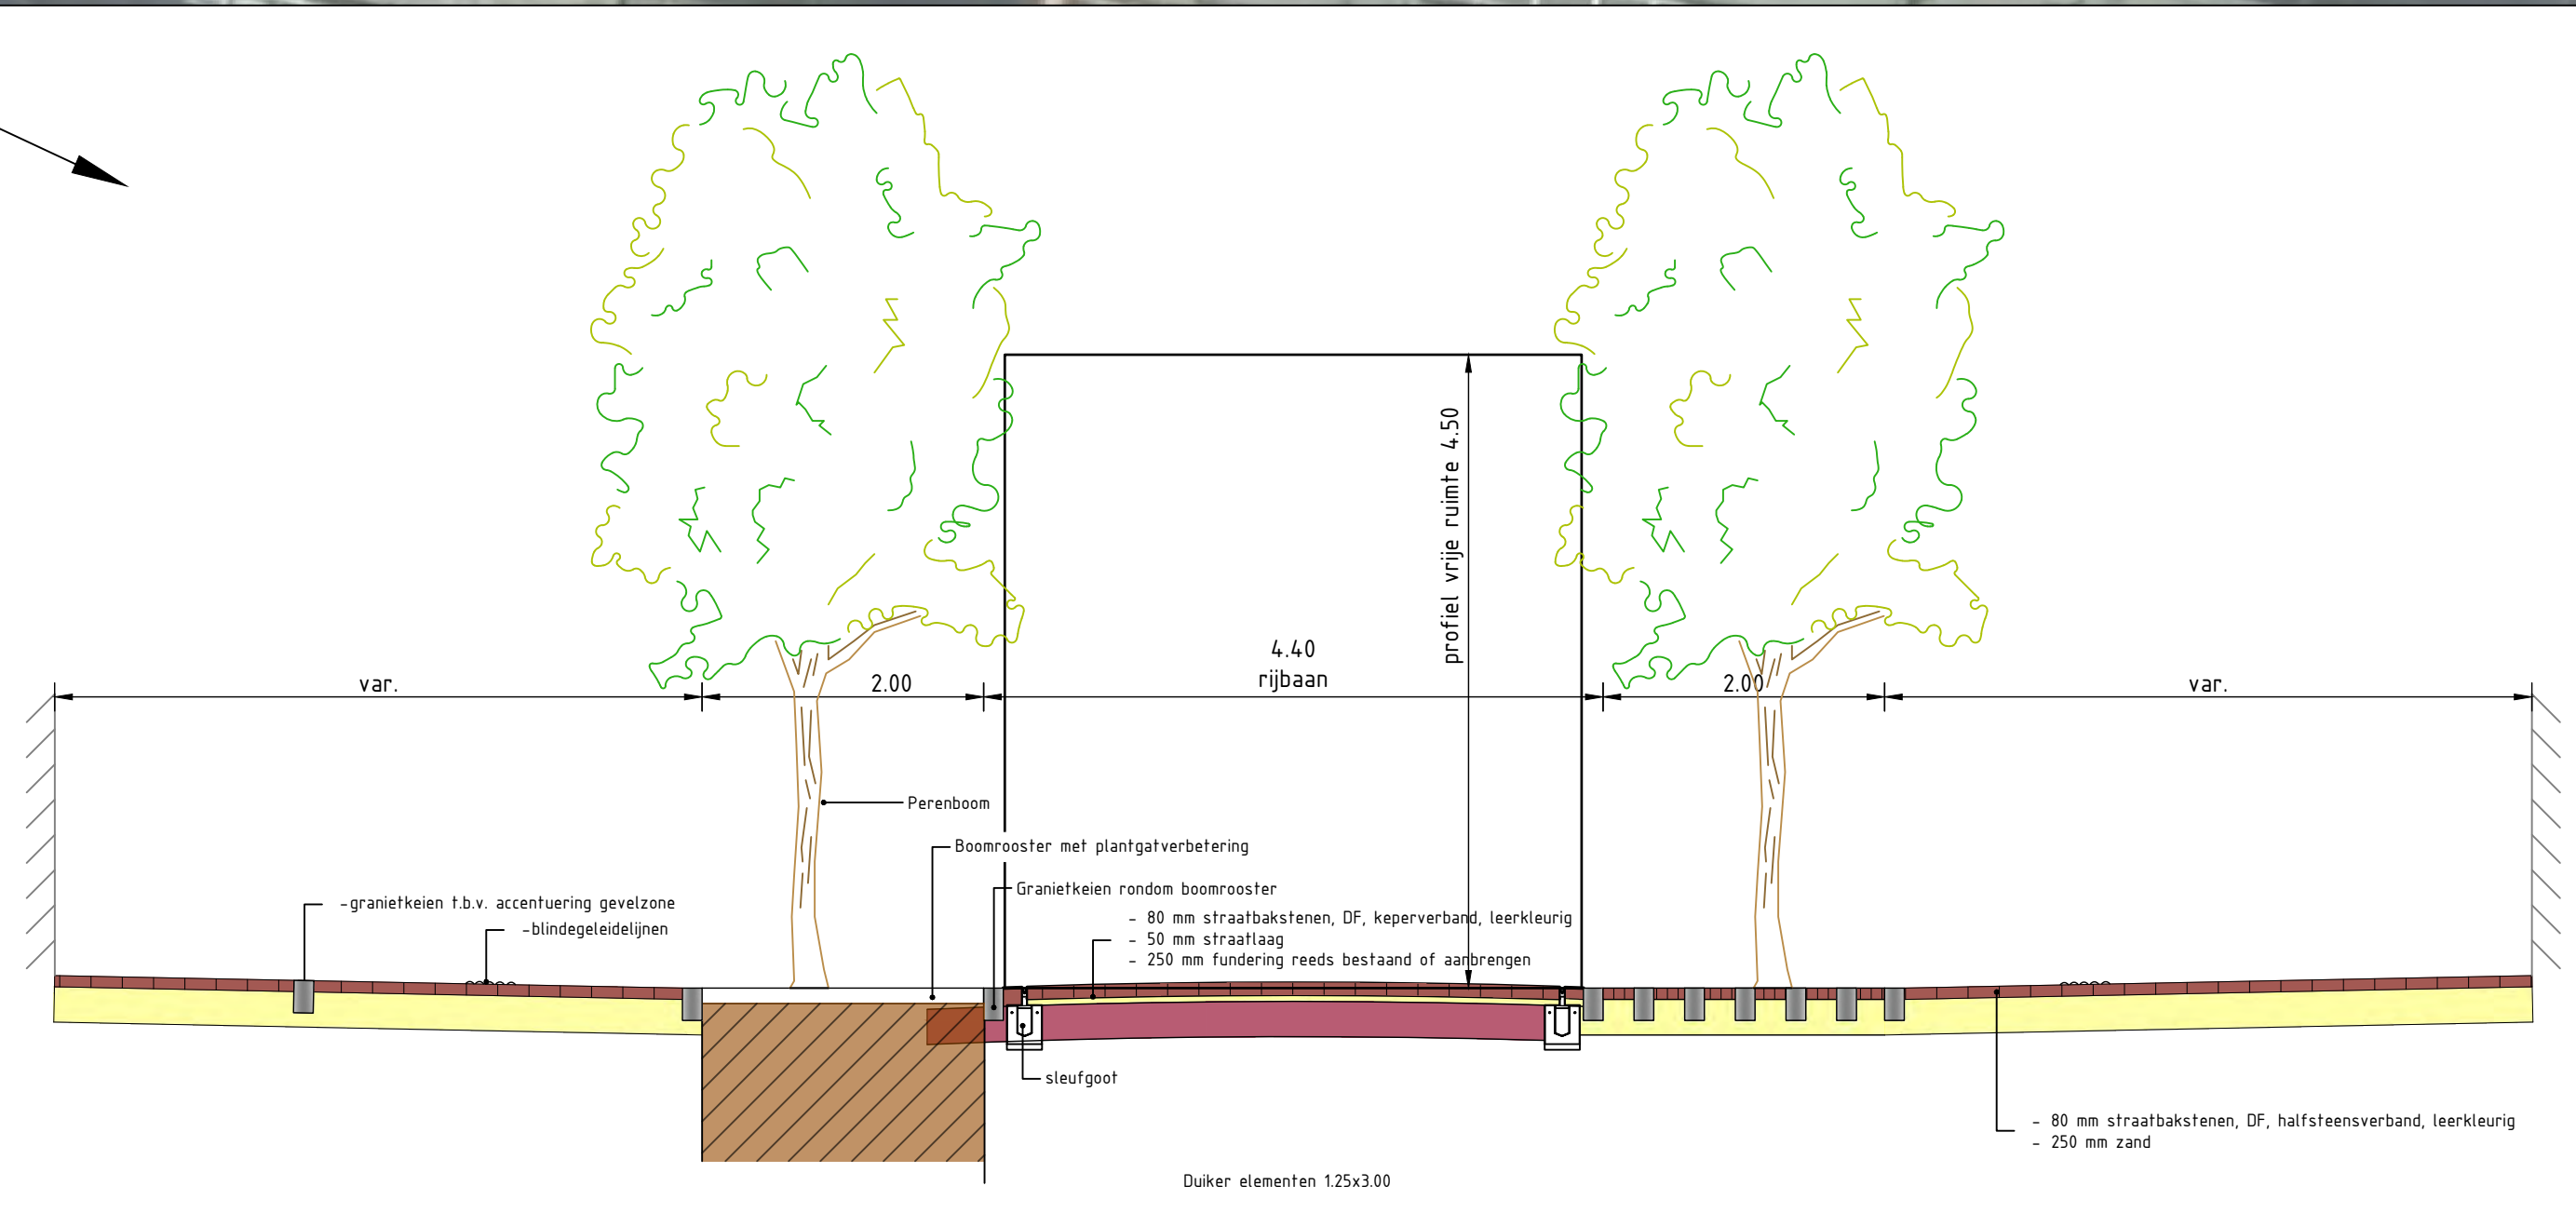 profiel vrije ruimte 4.50
4.40
rijbaan
var.
2.00
2.00
var.
Perenboom
Boomrooster met plantgatverbetering
Granietkeien rondom boomrooster
-granietkeien t.b.v. accentuering gevelzone
-blindegeleidelijnen
- 80 mm straatbakstenen, DF, keperverband, leerkleurig
- 50 mm straatlaag
- 250 mm fundering reeds bestaand of aanbrengen
sleufgoot
- 80 mm straatbakstenen, DF, halfsteensverband, leerkleurig
- 250 mm zand
Duiker elementen 1.25x3.00